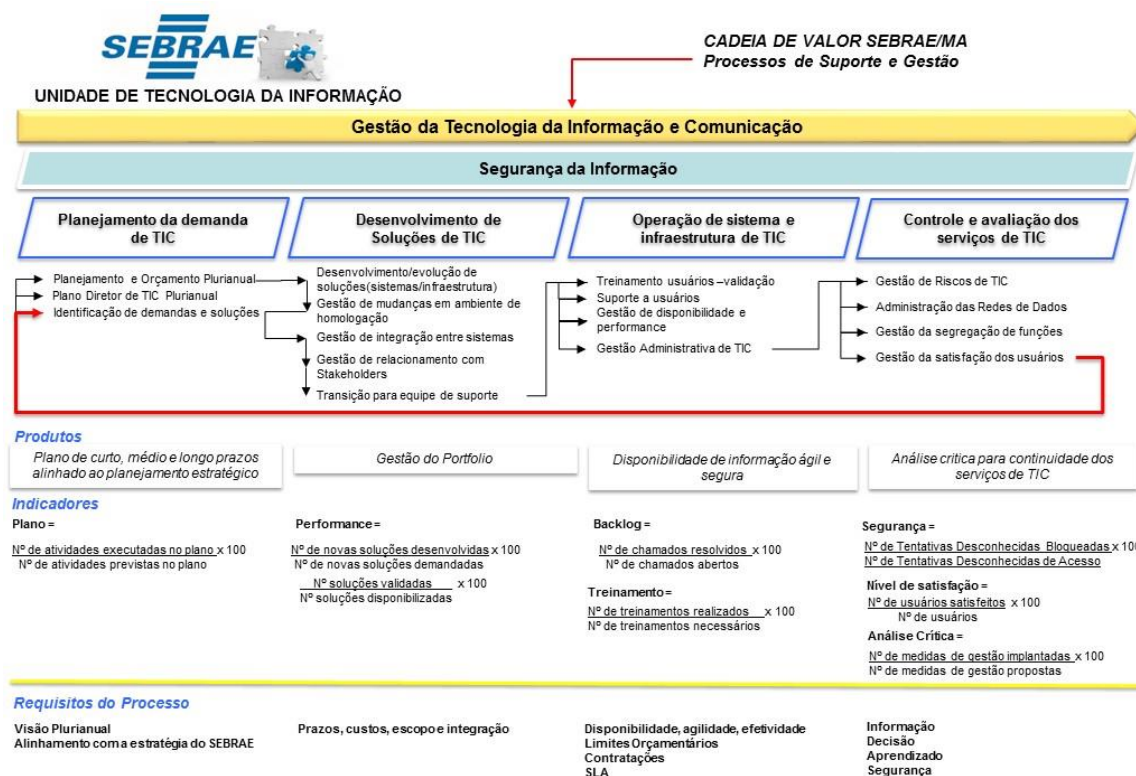 SEBRAE
CADEIA DE VALOR SEBRAE/MA
Processos de Suporte e Gestão
UNIDADE DE TECNOLOGIA DA INFORMAÇÃO
Gestão da Tecnologia da Informação e Comunicação
Segurança da Informação
Planejamento da demanda
de TIC
Desenvolvimento de
Soluções de TIC
Operação de sistema e
infraestrutura de TIC
Controle e avaliação dos
serviços de TIC
Planejamento e Orçamento Plurianual
Plano Diretor de TIC Plurianual
Identificação de demandas e soluções
Desenvolvimento/evolução de
soluções(sistemas/infraestrutura)
Gestão de mudanças em ambiente de
homologação
Gestão de integração entre sistemas
Gestão de relacionamento com
Stakeholders
Transição para equipe de suporte
Treinamento usuários –validação
Suporte a usuários
Gestão de disponibilidade e
performance
Gestão Administrativa de TIC
Gestão de Riscos de TIC
Administração das Redes de Dados
Gestão da segregação de funções
Gestão da satisfação dos usuários
Produtos
Plano de curto, médio e longo prazos
alinhado ao planejamento estratégico
Gestão do Portfolio
Disponibilidade de informação ágil e
segura
Análise critica para continuidade dos
serviços de TIC
Indicadores
Plano =
Nº de atividades executadas no plano x 100
Nº de atividades previstas no plano
Performance =
Nº de novas soluções desenvolvidas x 100
Nº de novas soluções demandadas
Nº soluções validadas x 100
Nº soluções disponibilizadas
Backlog =
Nº de chamados resolvidos x 100
Nº de chamados abertos
Treinamento =
Nº de treinamentos realizados x 100
Nº de treinamentos necessários
Segurança =
Nº de Tentativas Desconhecidas Bloqueadas x 100
Nº de Tentativas Desconhecidas de Acesso
Nível de satisfação =
Nº de usuários satisfeitos x 100
Nº de usuários
Análise Crítica =
Nº de medidas de gestão implantadas x 100
Nº de medidas de gestão propostas
Requisitos do Processo
Visão Plurianual
Alinhamento com a estratégia do SEBRAE
Prazos, custos, escopo e integração
Disponibilidade, agilidade, efetividade
Limites Orçamentários
Contratações
SLA
Informação
Decisão
Aprendizado
Segurança